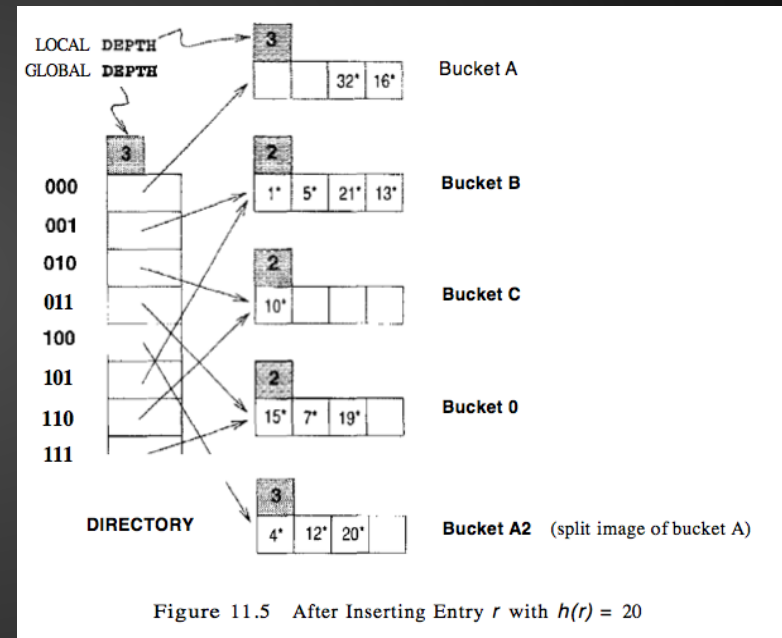 LOCAL DEPTH
GLOBAL DEPTH
3
32* 16*
Bucket A
3
000
001
010
011
100
101
110
111
2
1* 5* 21* 13*
Bucket B
2
10*
Bucket C
2
15* 7* 19*
Bucket 0
3
4* 12* 20*
Bucket A2 (split image of bucket A)
DIRECTORY
Figure 11.5 After Inserting Entry r with h(r) = 20